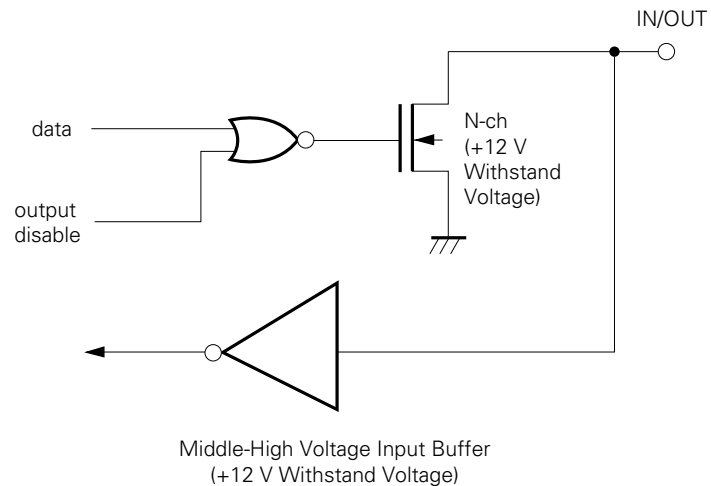 IN/OUT
data
output
disable
N-ch
(+12 V
Withstand
Voltage)
Middle-High Voltage Input Buffer
(+12 V Withstand Voltage)